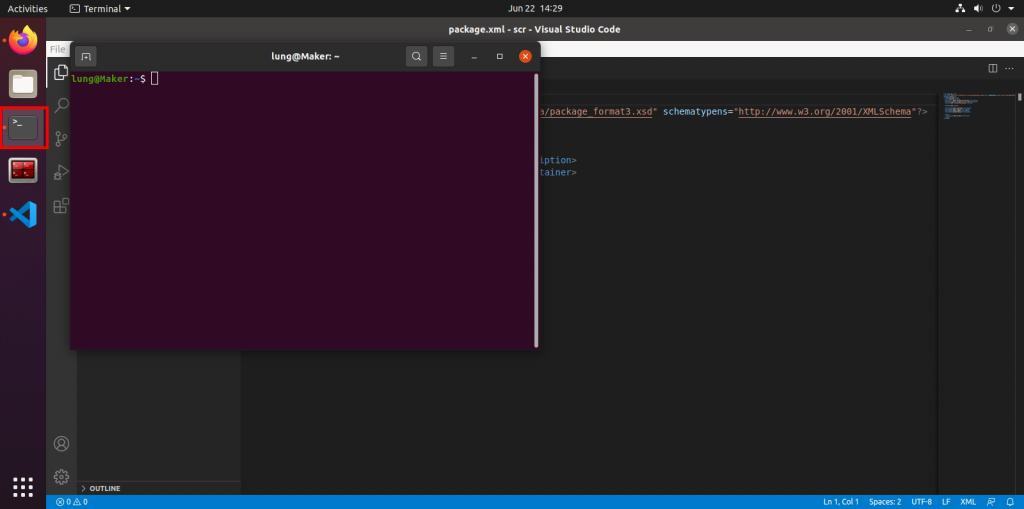 Activities
Terminal
Jun 22 14:29
package.xml - scr - Visual Studio Code
File
lung@Maker: ~
lung@Maker:~$
a/package_format3.xsd" schematypens="http://www.w3.org/2001/XMLSchema"?>
iption>
tainer>
>_
OUTLINE
0 0
Ln 1, Col 1
Spaces: 2
UTF-8
LF
XML